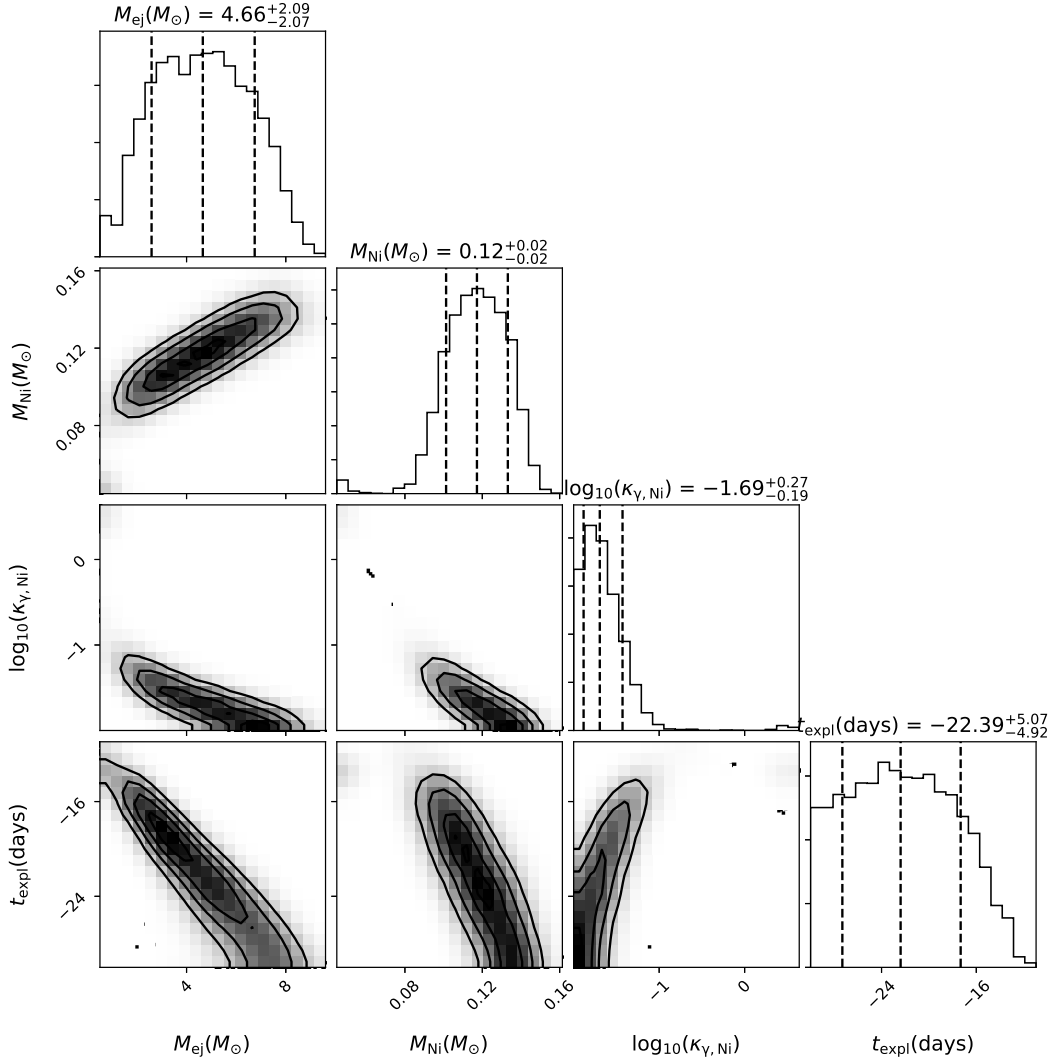 M_ej(M_⊙) = 4.66^{+2.09}_{−2.07}
M_Ni(M_⊙) = 0.12^{+0.02}_{−0.02}
0.16
0.12
0.08
M_Ni(M_⊙)
log_10(κ_γ, Ni) = −1.69^{+0.27}_{−0.19}
0
−1
log_10(κ_γ, Ni)
t_expl(days) = −22.39^{+5.07}_{−4.92}
−16
−24
t_expl(days)
4 8 0.08 0.12 0.16 −1 0 −24 −16
M_ej(M_⊙) M_Ni(M_⊙) log_10(κ_γ, Ni) t_expl(days)